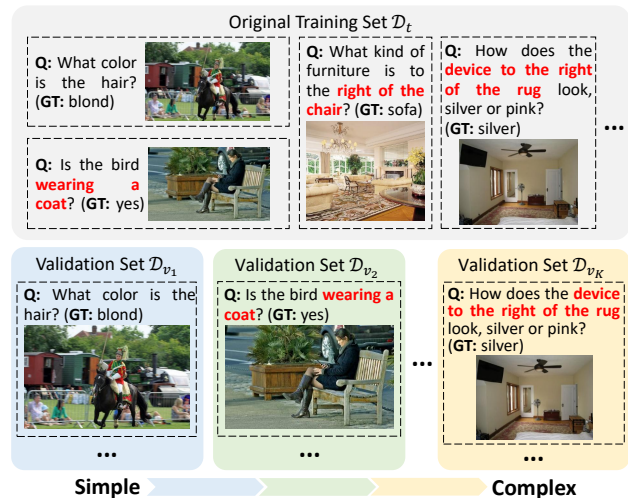 Original Training Set 𝒟ₜ
Q: What color
is the hair?
(GT: blond)
Q: Is the bird
wearing a
coat? (GT: yes)
Q: What kind of
furniture is to
the right of the
chair? (GT: sofa)
Q: How does the
device to the right
of the rug look,
silver or pink?
(GT: silver)
...
Validation Set 𝒟ᵥ₁
Q: What color is the
hair? (GT: blond)
...
Validation Set 𝒟ᵥ₂
Q: Is the bird wearing a
coat? (GT: yes)
...
...
Validation Set 𝒟ᵥ_K
Q: How does the device
to the right of the rug
look, silver or pink?
(GT: silver)
...
Simple
Complex